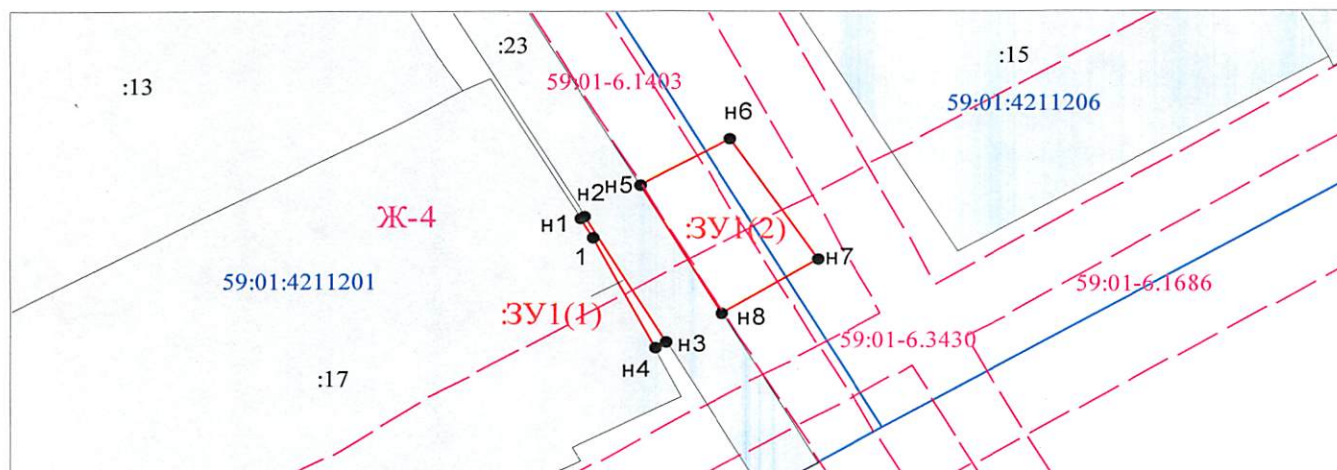 :23
:15
:13
59:01-6.1403
59:01:4211206
н6
н5
н2
н1
Ж-4
:ЗУ1(2)
1
н7
59:01:4211201
59:01-6.1686
:ЗУ1(1)
н8
н3
59:01-6.3430
н4
:17